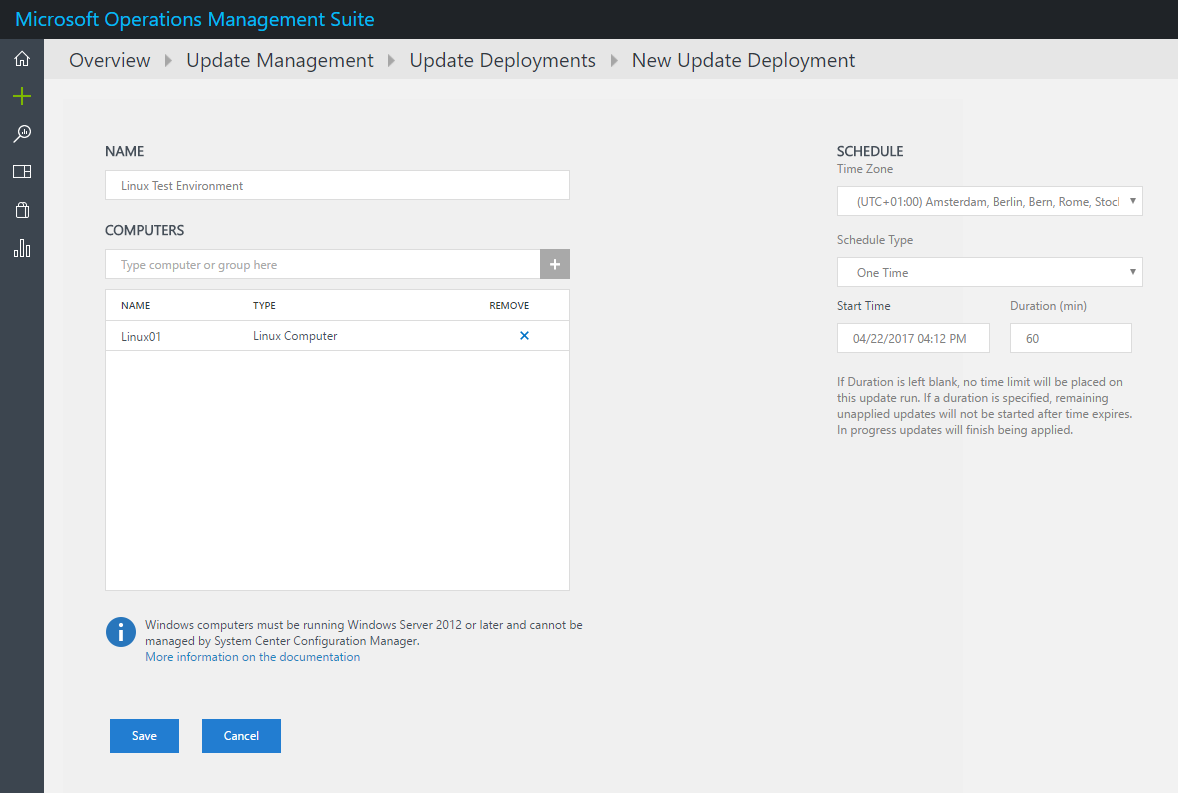 Microsoft Operations Management Suite
Overview Update Management Update Deployments New Update Deployment
NAME
Linux Test Environment
COMPUTERS
Type computer or group here
NAME TYPE REMOVE
Linux01 Linux Computer
Windows computers must be running Windows Server 2012 or later and cannot be
managed by System Center Configuration Manager.
More information on the documentation
Save Cancel
SCHEDULE
Time Zone
(UTC+01:00) Amsterdam, Berlin, Bern, Rome, Stocl
Schedule Type
One Time
Start Time Duration (min)
04/22/2017 04:12 PM 60
If Duration is left blank, no time limit will be placed on
this update run. If a duration is specified, remaining
unapplied updates will not be started after time expires.
In progress updates will finish being applied.